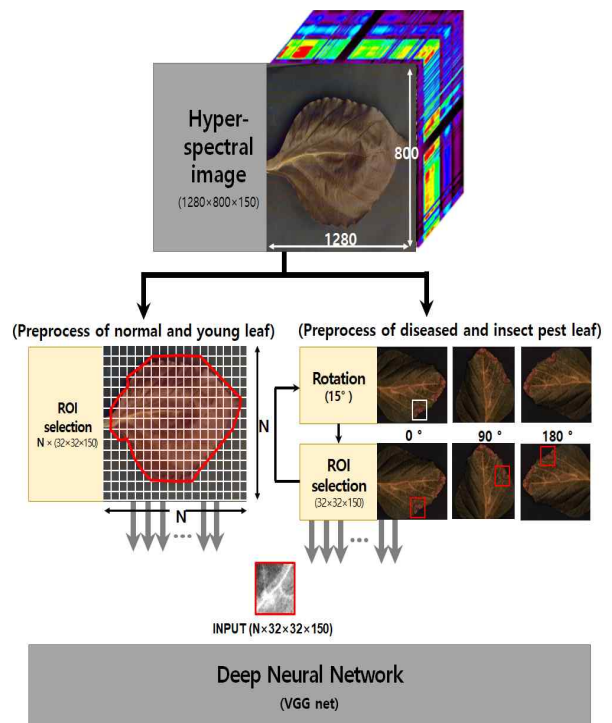 Hyper-
spectral
image
(1280×800×150)
800
1280
(Preprocess of normal and young leaf)
(Preprocess of diseased and insect pest leaf)
ROI
selection
N × (32×32×150)
N
N
Rotation
(15° )
0 °
90 °
180 °
ROI
selection
(32×32×150)
...
...
INPUT (N×32×32×150)
Deep Neural Network
(VGG net)